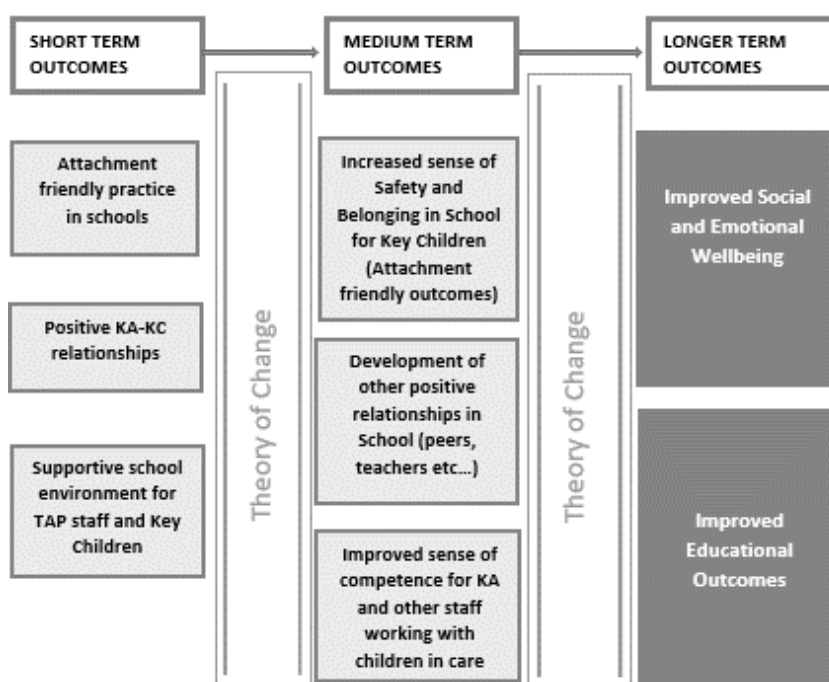 SHORT TERM
OUTCOMES
MEDIUM TERM
OUTCOMES
LONGER TERM
OUTCOMES
Attachment
friendly practice
in schools
Positive KA-KC
relationships
Supportive school
environment for
TAP staff and Key
Children
Theory of Change
Increased sense of
Safety and
Belonging in School
for Key Children
(Attachment
friendly outcomes)
Development of
other positive
relationships in
School (peers,
teachers etc...)
Improved sense of
competence for KA
and other staff
working with
children in care
Theory of Change
Improved Social
and Emotional
Wellbeing
Improved
Educational
Outcomes